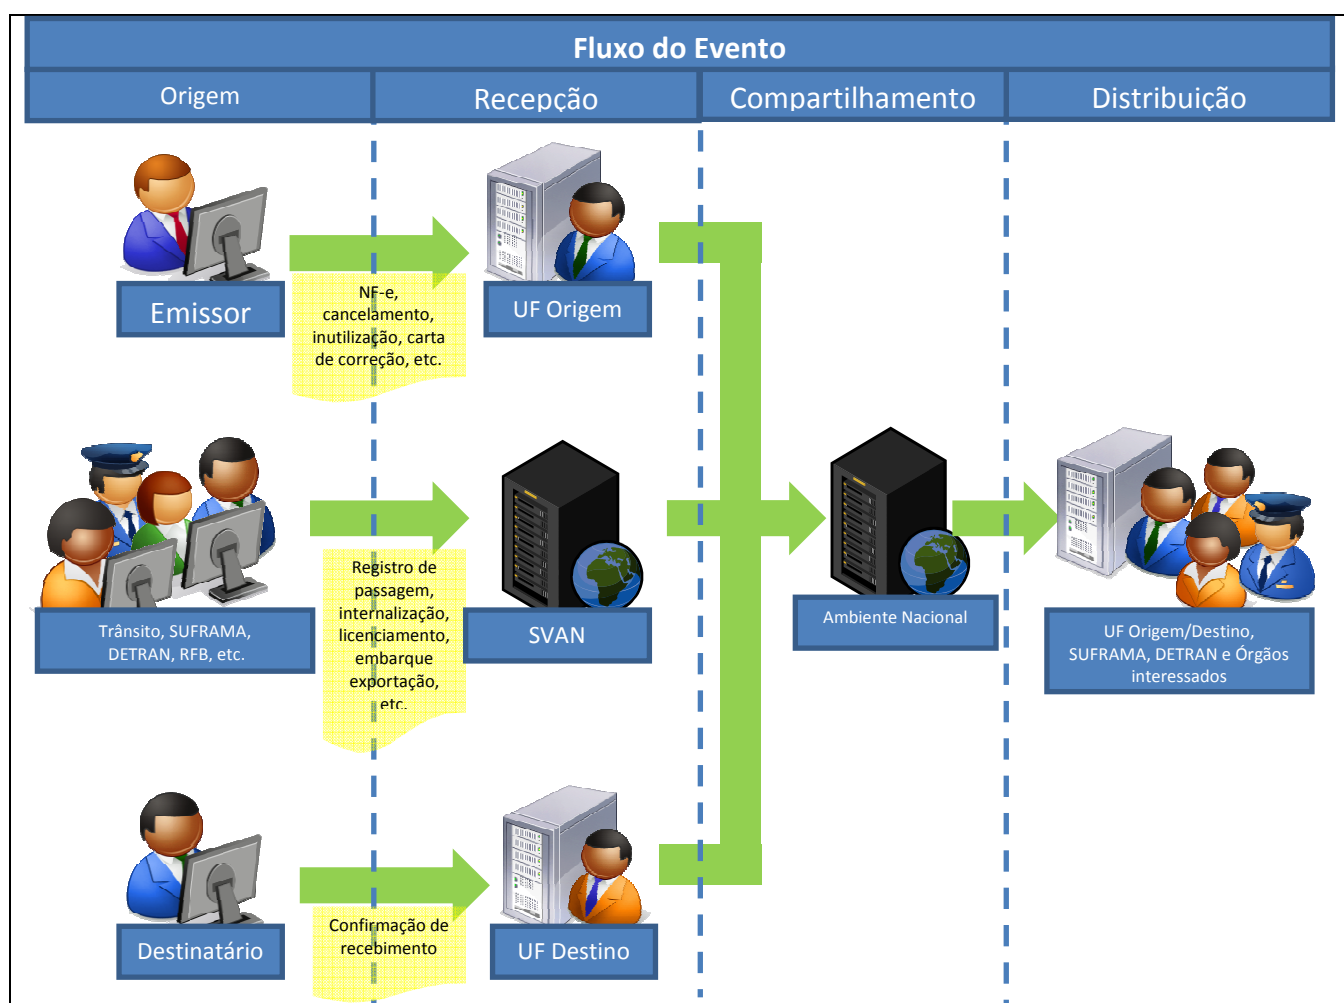 Fluxo do Evento
Origem
Recepção
Compartilhamento
Distribuição
Emissor
NF-e,
cancelamento,
inutilização, carta
de correção, etc.
UF Origem
Trânsito, SUFRAMA,
DETRAN, RFB, etc.
Registro de
passagem,
internalização,
licenciamento,
embarque
exportação,
etc.
SVAN
Ambiente Nacional
UF Origem/Destino,
SUFRAMA, DETRAN e Órgãos
interessados
Destinatário
Confirmação de
recebimento
UF Destino